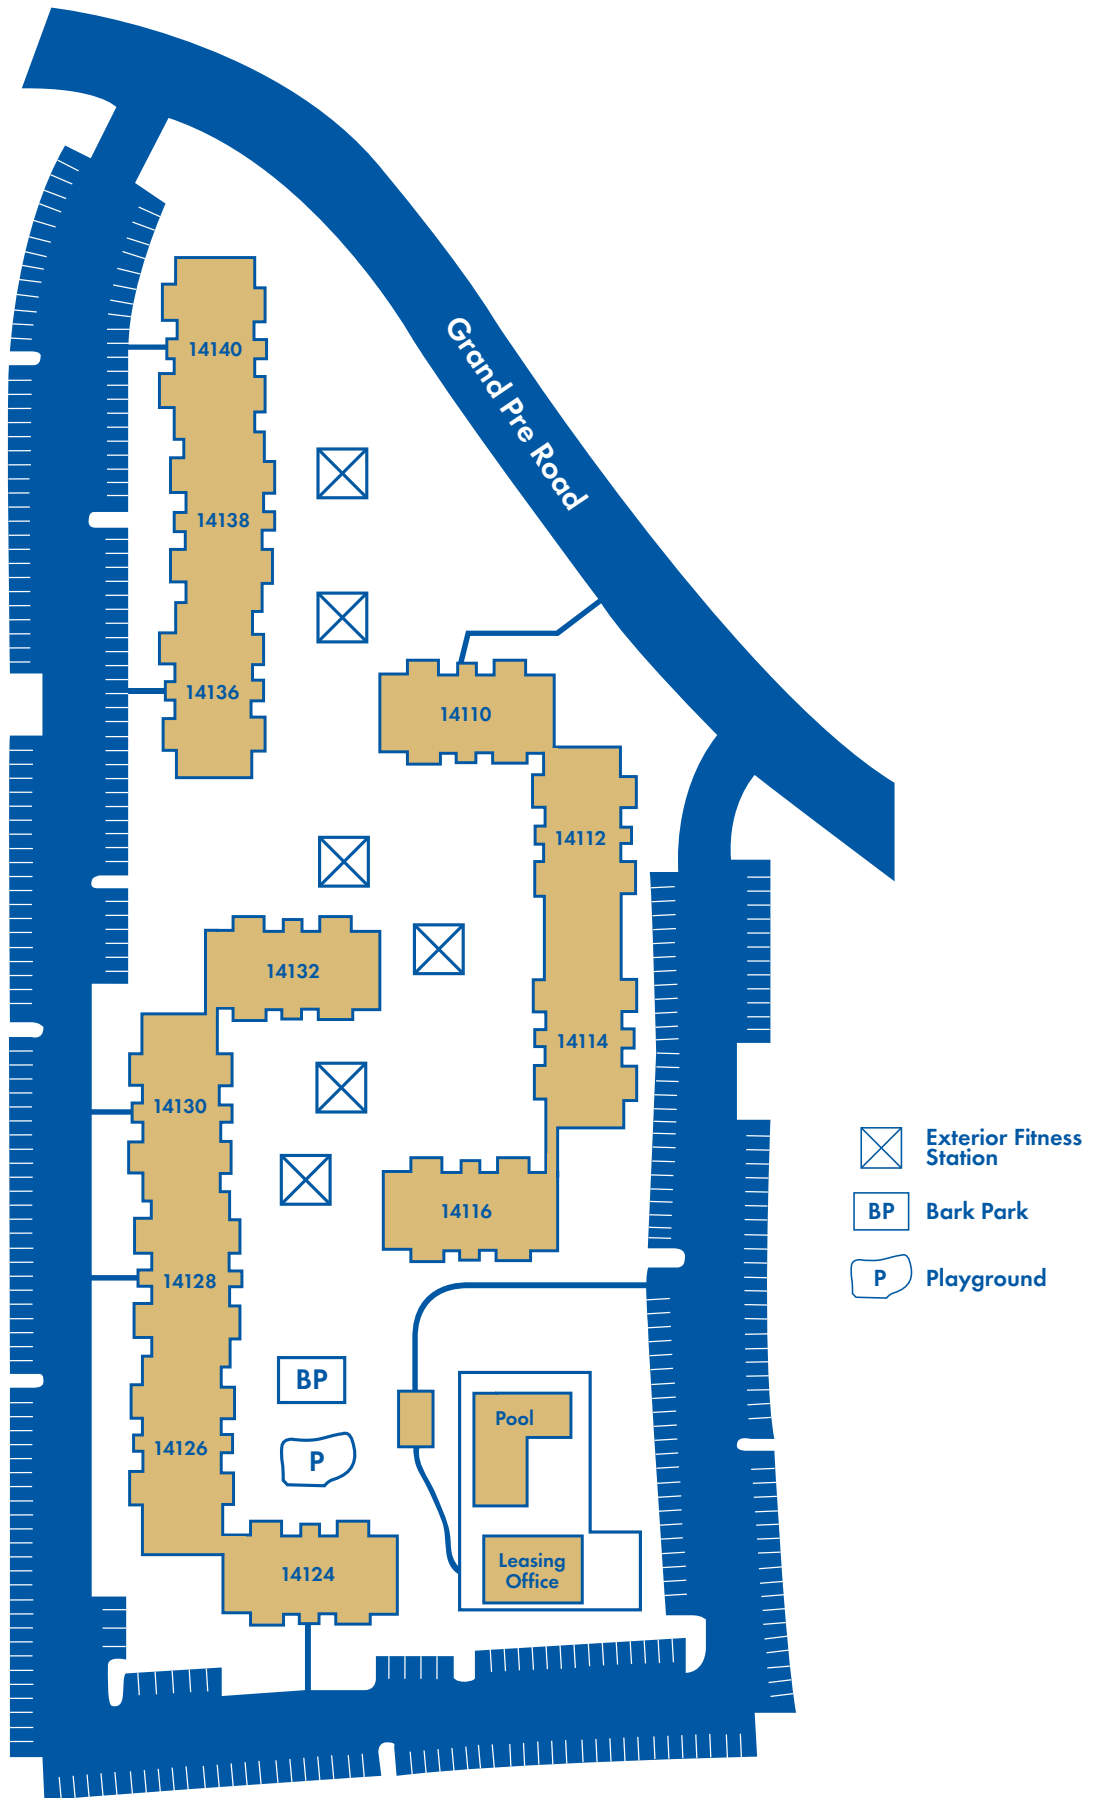 Grand Pre Road
14140
14138
14136
14110
14112
14132
14114
14130
14116
14128
14126
14124
BP
P
Pool
Leasing
Office
Exterior Fitness
Station
BP
Bark Park
P
Playground